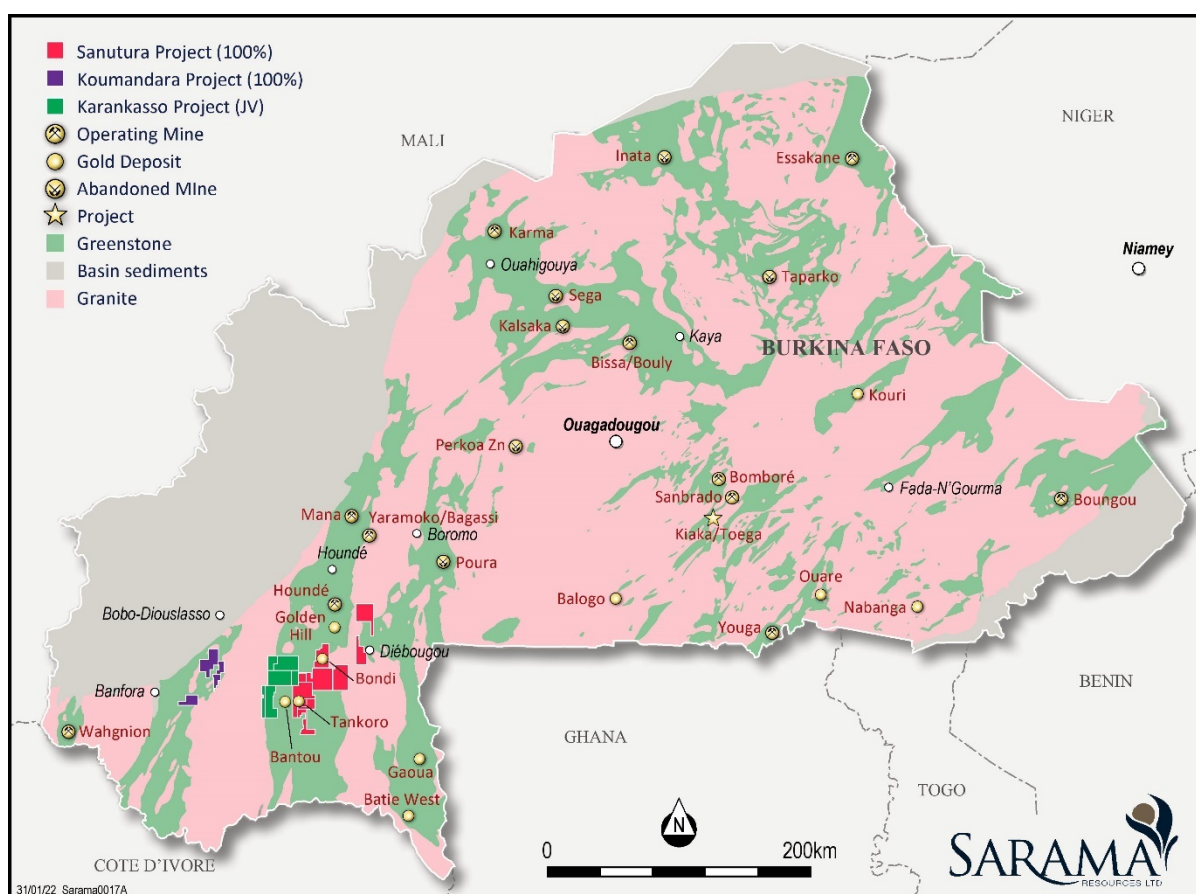 Sanutura Project (100%)
Koumandara Project (100%)
Karankasso Project (JV)
Operating Mine
Gold Deposit
Abandoned MIne
Project
Greenstone
Basin sediments
Granite
MALI
NIGER
Inata
Essakane
Karma
Ouahigouya
Niamey
Taparko
Sega
Kalsaka
Kaya
Bissa/Bouly
BURKINA FASO
Kouri
Ouagadougou
Perkoa Zn
Bomboré
Sanbrado
Fada-N'Gourma
Boungou
Mana
Yaramoko/Bagassi
Boromo
Kiaka/Toega
Houndé
Poura
Houndé
Golden
Hill
Balogo
Ouare
Nabanga
Bobo-Diouslasso
Youga
Diébougou
Bondi
Banfora
BENIN
Tankoro
Wahgnion
GHANA
Bantou
Gaoua
TOGO
Batie West
N
COTE D'IVORE
0 200km
SARAMA
RESOURCES LTD
31/01/22 Sarama0017A